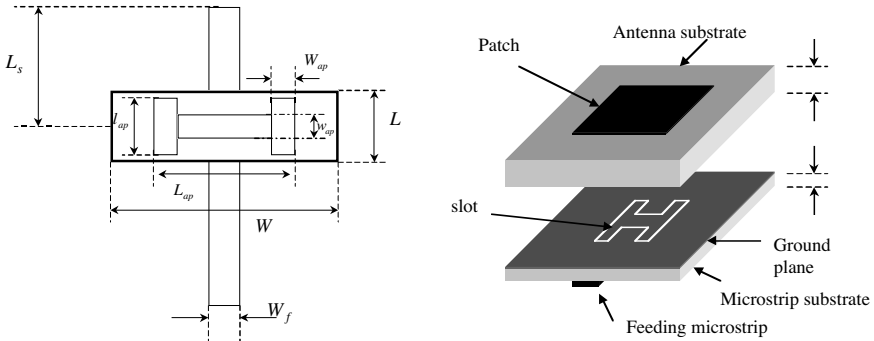 L_s
W_ap
l_ap
w_ap
L
L_ap
W
W_f
Antenna substrate
Patch
slot
Ground
plane
Microstrip substrate
Feeding microstrip